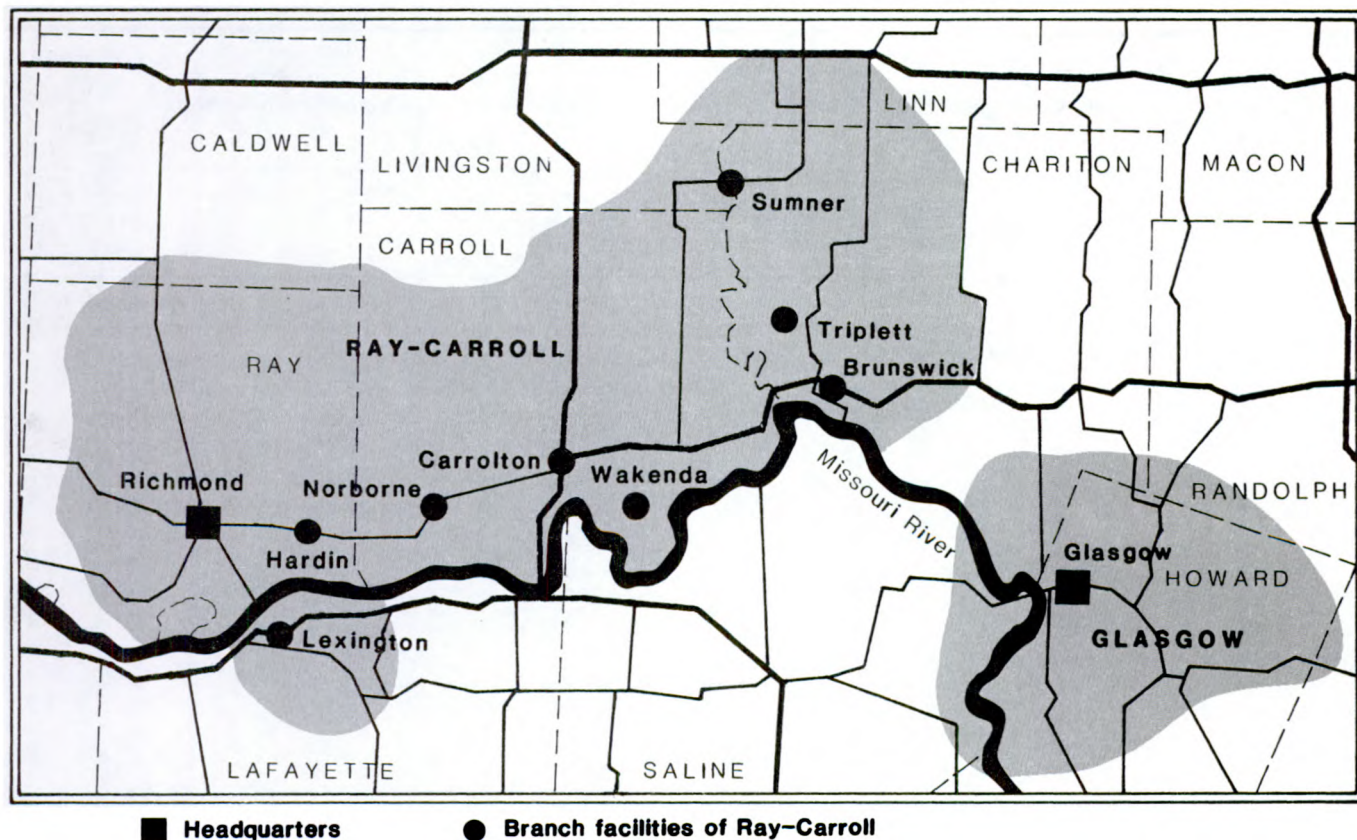 LINN
CALDWELL
LIVINGSTON
CHARITON
MACON
Sumner
CARROLL
Triplett
RAY
RAY-CARROLL
Brunswick
Carrolton
Wakenda
Richmond
Norborne
Missouri River
RANDOLPH
Hardin
Glasgow
HOWARD
Lexington
GLASGOW
LAFAYETTE
SALINE
Headquarters
Branch facilities of Ray-Carroll